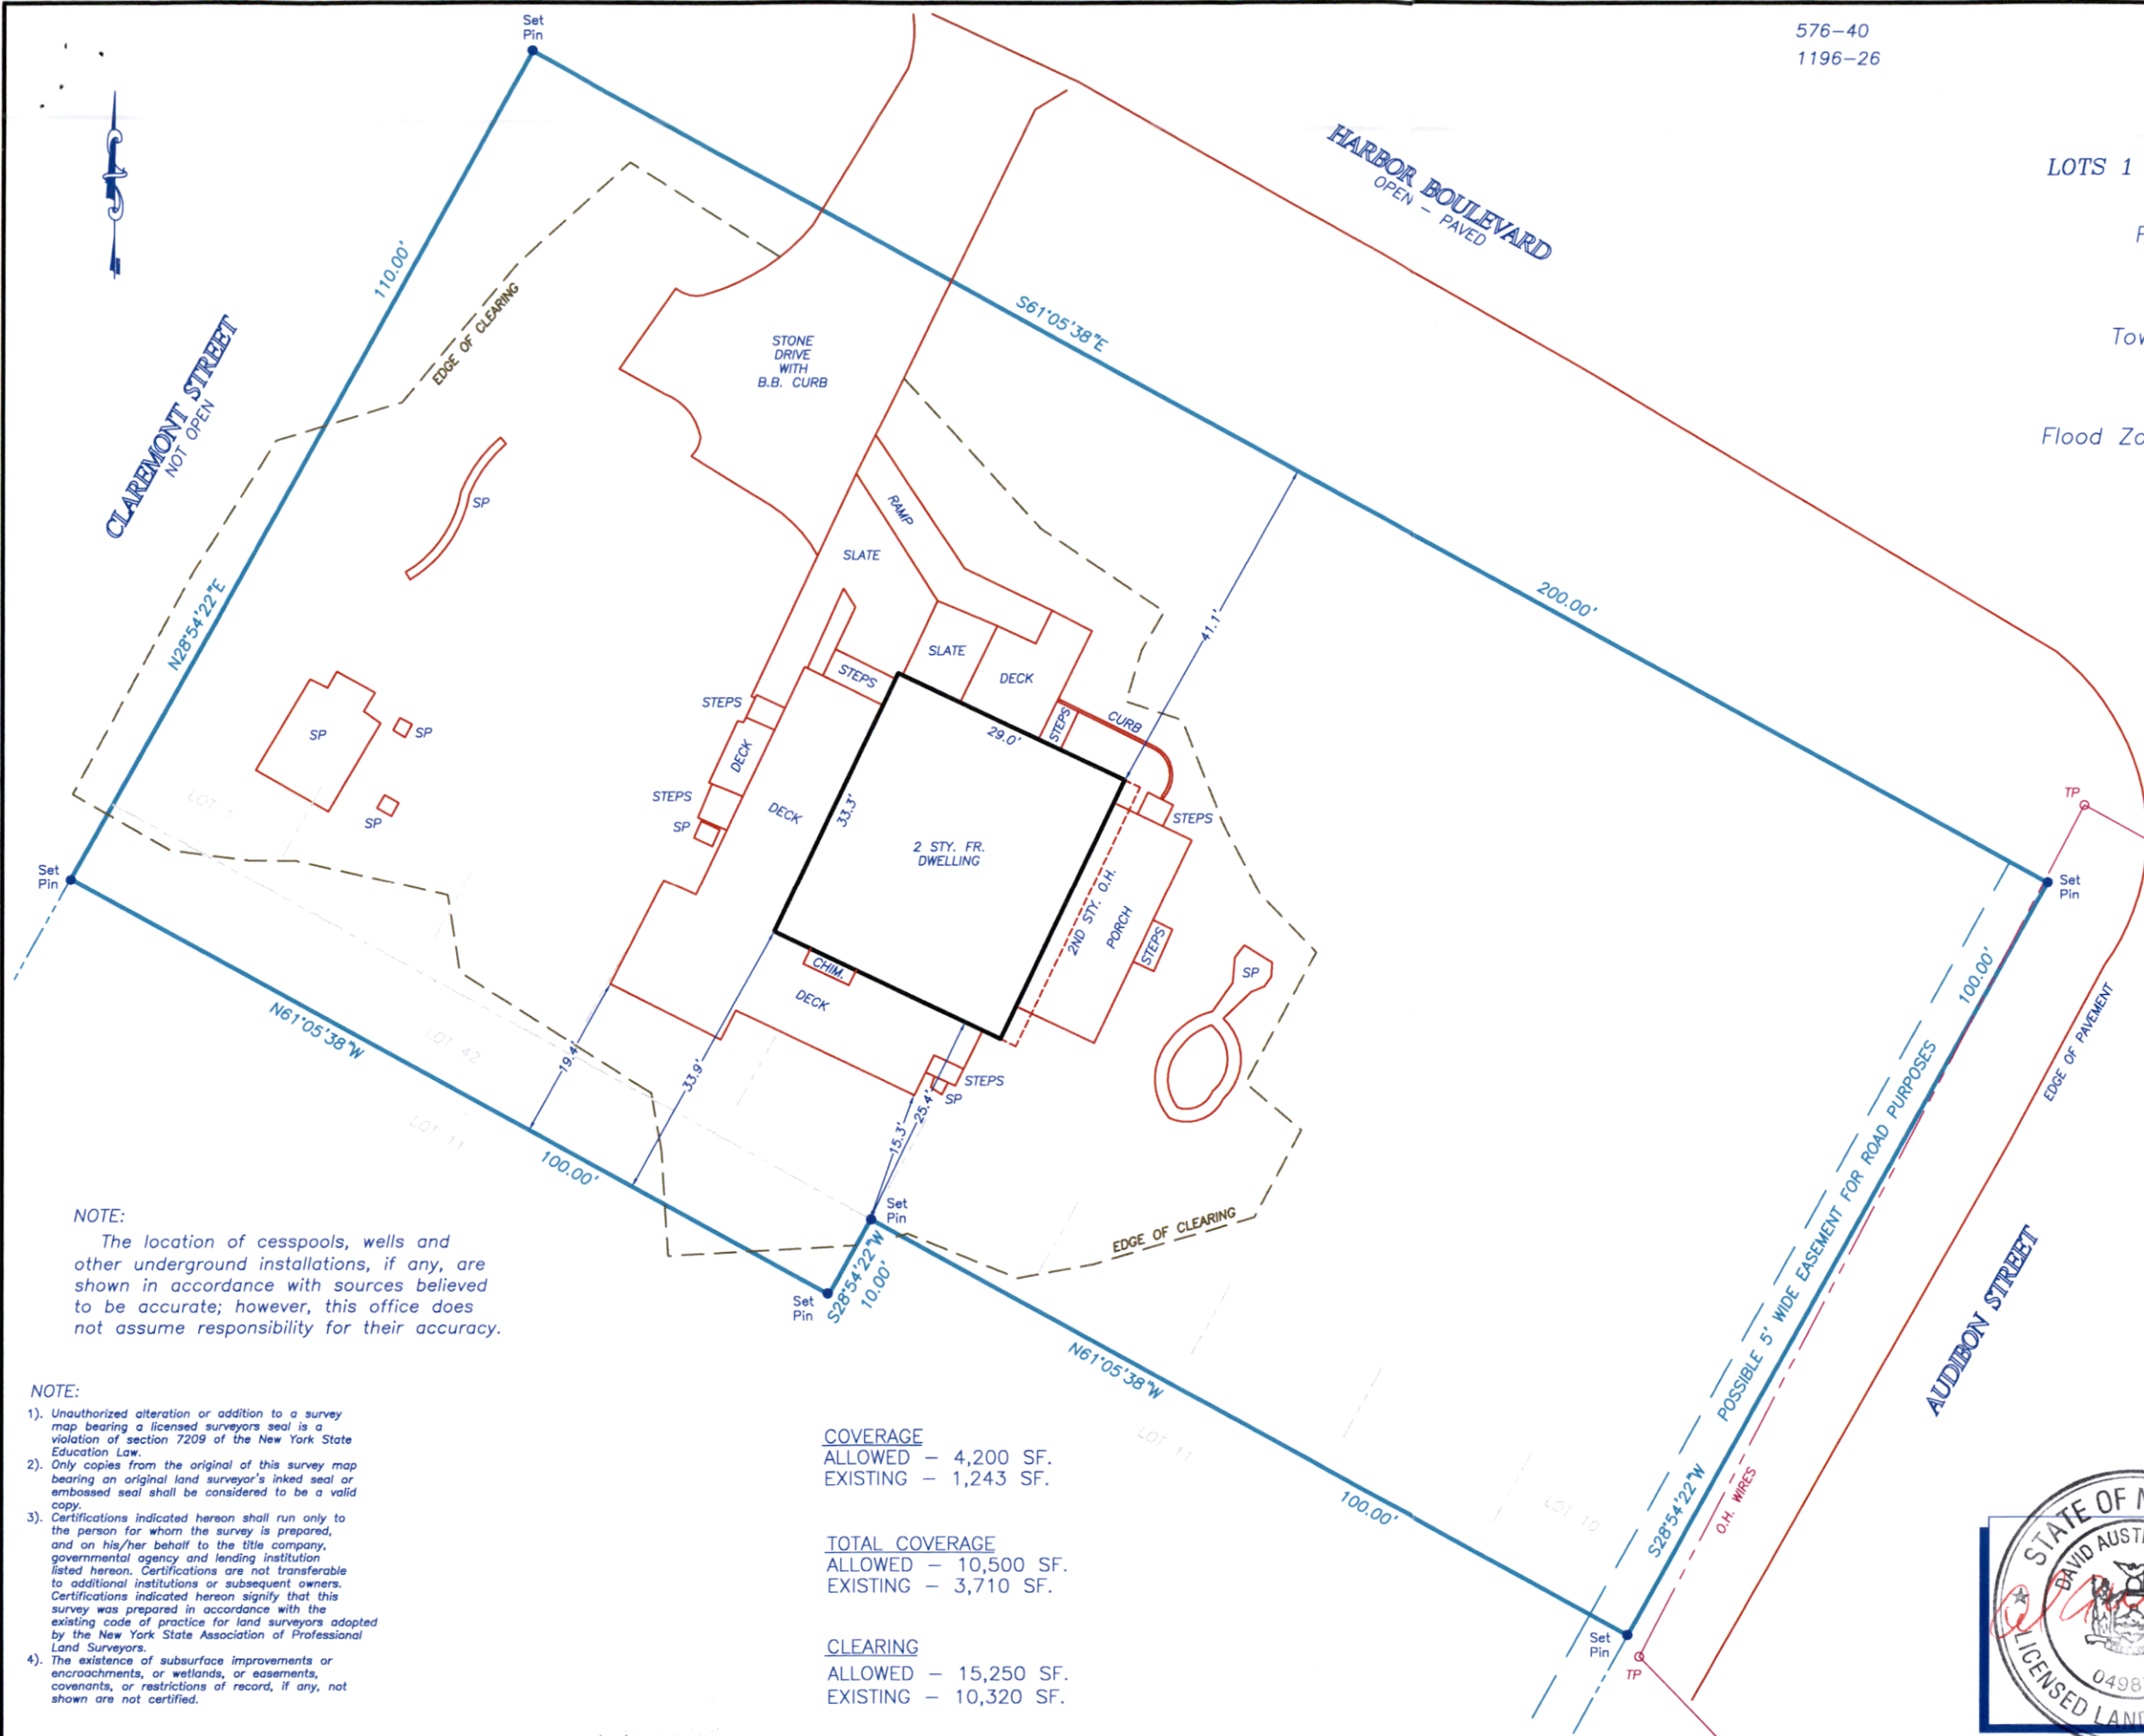 Set
Pin
576-40
1196-26
LOTS 1
HARBOR BOULEVARD
OPEN - PAVED
110.00'
EDGE OF CLEARING
S61°05'38"E
CLAREMONT STREET
NOT OPEN
STONE
DRIVE
WITH
B.B. CURB
Flood
RAMP
SP
SLATE
N28°54'22"E
41.1'
200.00'
SLATE
STEPS
DECK
STEPS
STEPS
CURB
29.0'
SP
SP
DECK
STEPS
33.3'
DECK
SP
SP
STEPS
TP
2 STY. FR.
DWELLING
2ND STY. O.H.
PORCH
STEPS
Set
Pin
Set
Pin
LOT
CHIM.
DECK
SP
100.00'
EDGE OF PAVEMENT
N61°05'38"W
LOT 42
19.4'
33.9'
STEPS
SP
15.3'
25.4'
LOT 11
100.00'
POSSIBLE 5' WIDE EASEMENT FOR ROAD PURPOSES
Set
Pin
S28°54'22"W
10.00'
Set
Pin
EDGE OF CLEARING
AUDIBON STREET
NOTE:
The location of cesspools, wells and
other underground installations, if any, are
shown in accordance with sources believed
to be accurate; however, this office does
not assume responsibility for their accuracy.
N61°05'38"W
LOT 11
100.00'
LOT 10
S28°54'22"W
O.H. WIRES
Set
Pin
TP
NOTE:
1). Unauthorized alteration or addition to a survey
map bearing a licensed surveyors seal is a
violation of section 7209 of the New York State
Education Law.
2). Only copies from the original of this survey map
bearing an original land surveyor's inked seal or
embossed seal shall be considered to be a valid
copy.
3). Certifications indicated hereon shall run only to
the person for whom the survey is prepared,
and on his/her behalf to the title company,
governmental agency and lending institution
listed hereon. Certifications are not transferable
to additional institutions or subsequent owners.
Certifications indicated hereon signify that this
survey was prepared in accordance with the
existing code of practice for land surveyors adopted
by the New York State Association of Professional
Land Surveyors.
4). The existence of subsurface improvements or
encroachments, or wetlands, or easements,
covenants, or restrictions of record, if any, not
shown are not certified.
COVERAGE
ALLOWED - 4,200 SF.
EXISTING - 1,243 SF.
TOTAL COVERAGE
ALLOWED - 10,500 SF.
EXISTING - 3,710 SF.
CLEARING
ALLOWED - 15,250 SF.
EXISTING - 10,320 SF.
STATE OF
DAVID
LICENSED
0498